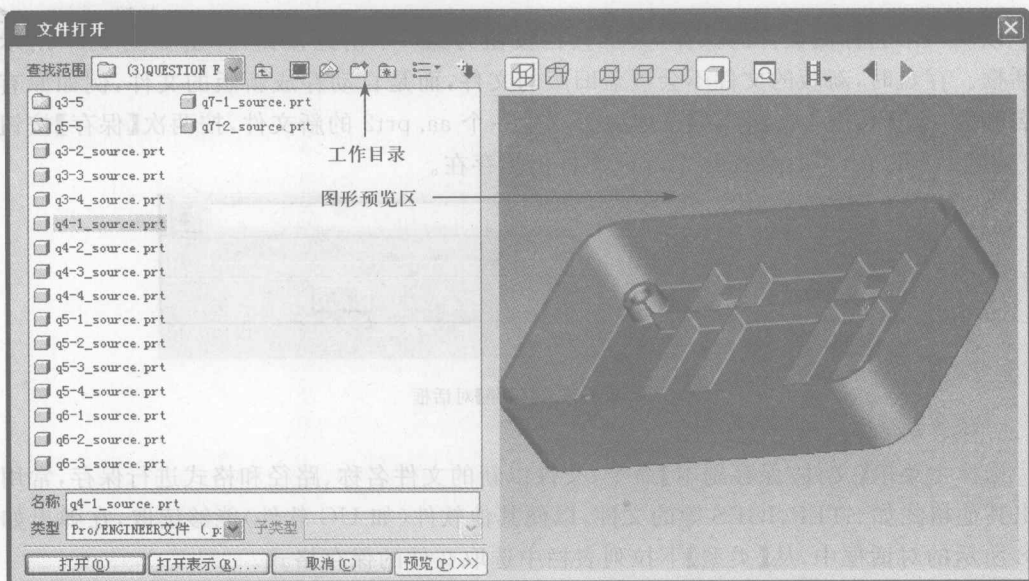 文件打开
查找范围 (3)QUESTION F
q3-5
q5-5
q3-2_source.prt
q3-3_source.prt
q3-4_source.prt
q4-1_source.prt
q4-2_source.prt
q4-3_source.prt
q4-4_source.prt
q5-1_source.prt
q5-2_source.prt
q5-3_source.prt
q5-4_source.prt
q6-1_source.prt
q6-2_source.prt
q6-3_source.prt
q7-1_source.prt
q7-2_source.prt
工作目录
图形预览区
名称 q4-1_source.prt
类型 Pro/ENGINEER文件 (.p: 子类型
打开(O) 打开表示(R)... 取消(C) 预览(P)>>>